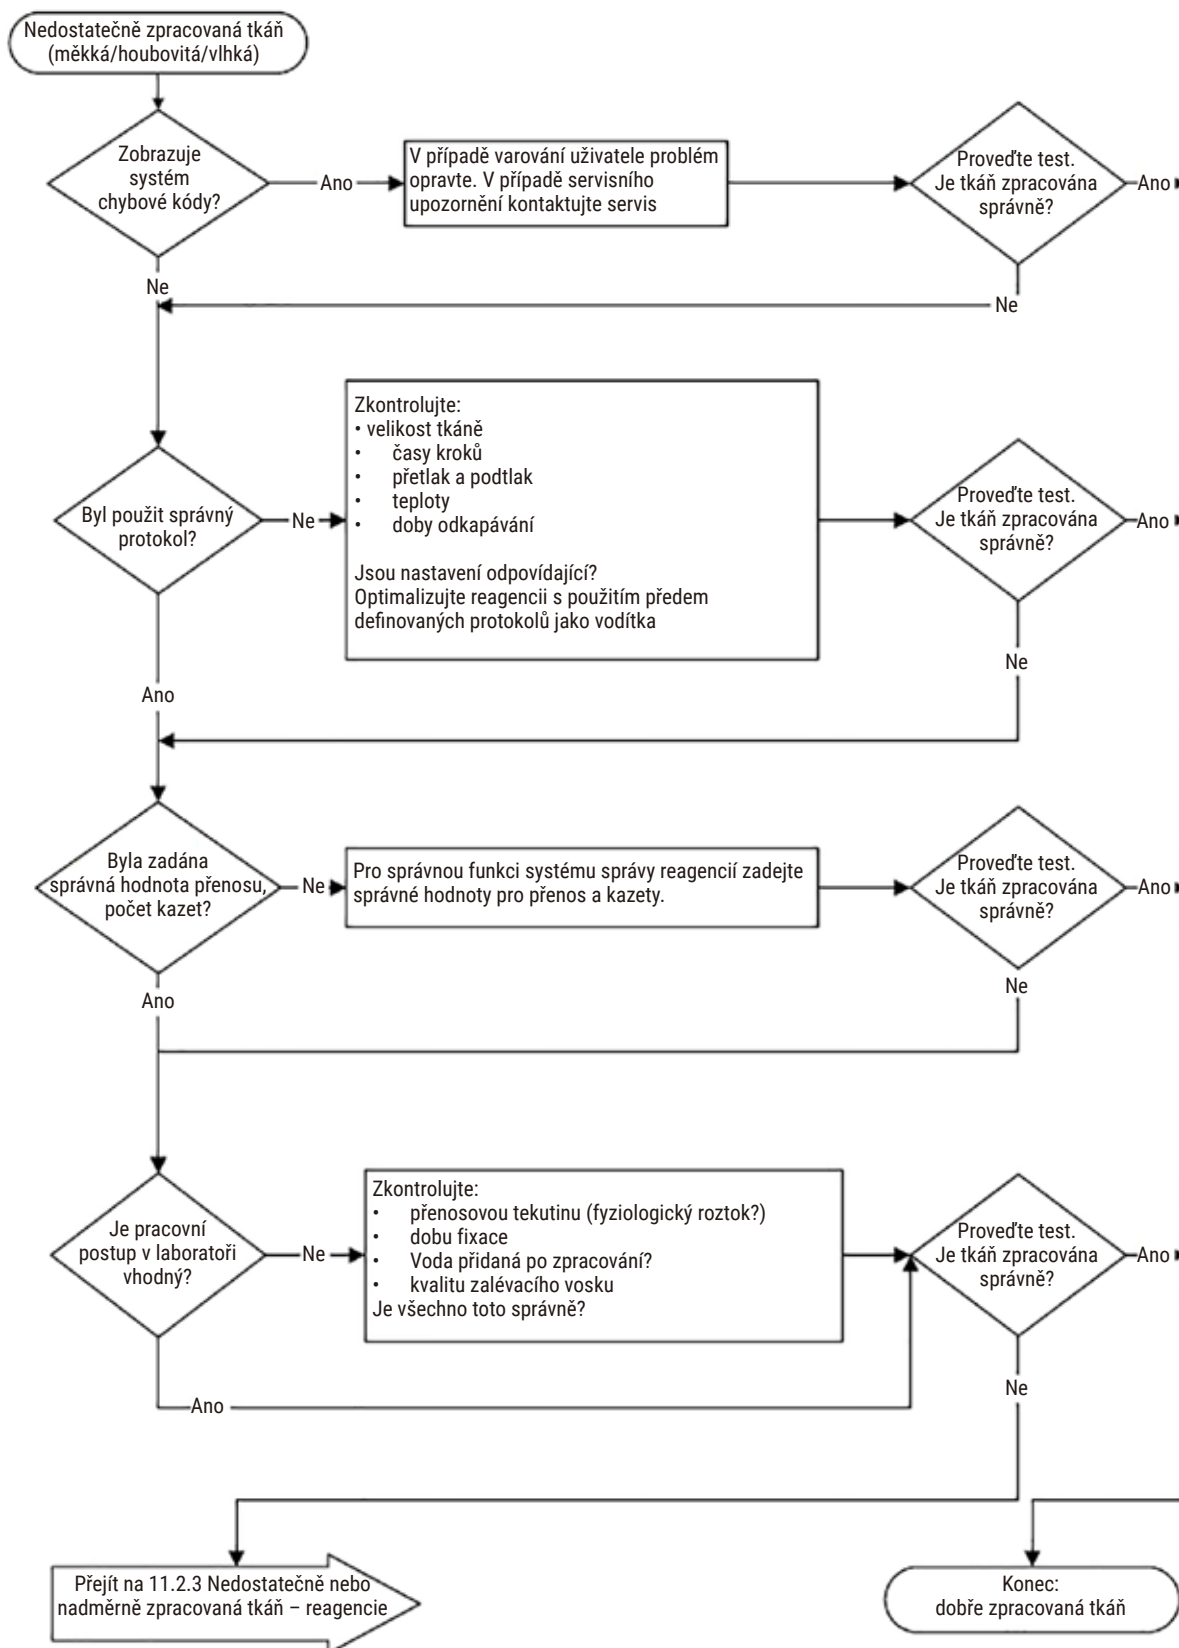 Nedostatečně zpracovaná tkáň
(měkká/houbovitá/vlhká)
Zobrazuje
systém
chybové kódy?
Ano
V případě varování uživatele problém
opravte. V případě servisního
upozornění kontaktujte servis
Proveďte test.
Je tkáň zpracována
správně?
Ano
Ne
Ne
Byl použit správný
protokol?
Ne
Zkontrolujte:
• velikost tkáně
• časy kroků
• přetlak a podtlak
• teploty
• doby odkapávání
Jsou nastavení odpovídající?
Optimalizujte reagencii s použitím předem
definovaných protokolů jako vodítka
Proveďte test.
Je tkáň zpracována
správně?
Ano
Ne
Ano
Byla zadána
správná hodnota přenosu,
počet kazet?
Ne
Pro správnou funkci systému správy reagencií zadejte
správné hodnoty pro přenos a kazety.
Proveďte test.
Je tkáň zpracována
správně?
Ano
Ne
Ano
Je pracovní
postup v laboratoři
vhodný?
Ne
Zkontrolujte:
• přenosovou tekutinu (fyziologický roztok?)
• dobu fixace
• Voda přidaná po zpracování?
• kvalitu zalévacího vosku
Je všechno toto správně?
Proveďte test.
Je tkáň zpracována
správně?
Ano
Ne
Ano
Přejít na 11.2.3 Nedostatečně nebo
nadměrně zpracovaná tkáň – reagencie
Konec:
dobře zpracovaná tkáň